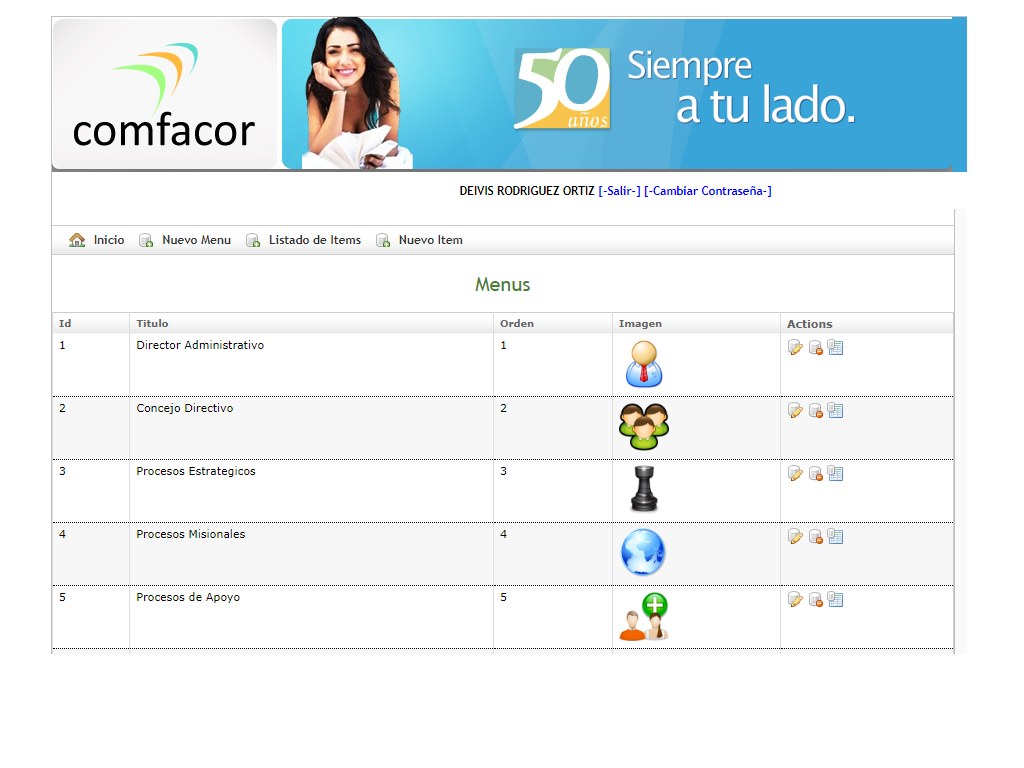 comfacor
50 años
Siempre
a tu lado.
DEIVIS RODRIGUEZ ORTIZ [-Salir-] [-Cambiar Contraseña-]
Inicio Nuevo Menu Listado de Items Nuevo Item
Menus
Id Titulo Orden Imagen Actions
1 Director Administrativo 1
2 Concejo Directivo 2
3 Procesos Estrategicos 3
4 Procesos Misionales 4
5 Procesos de Apoyo 5